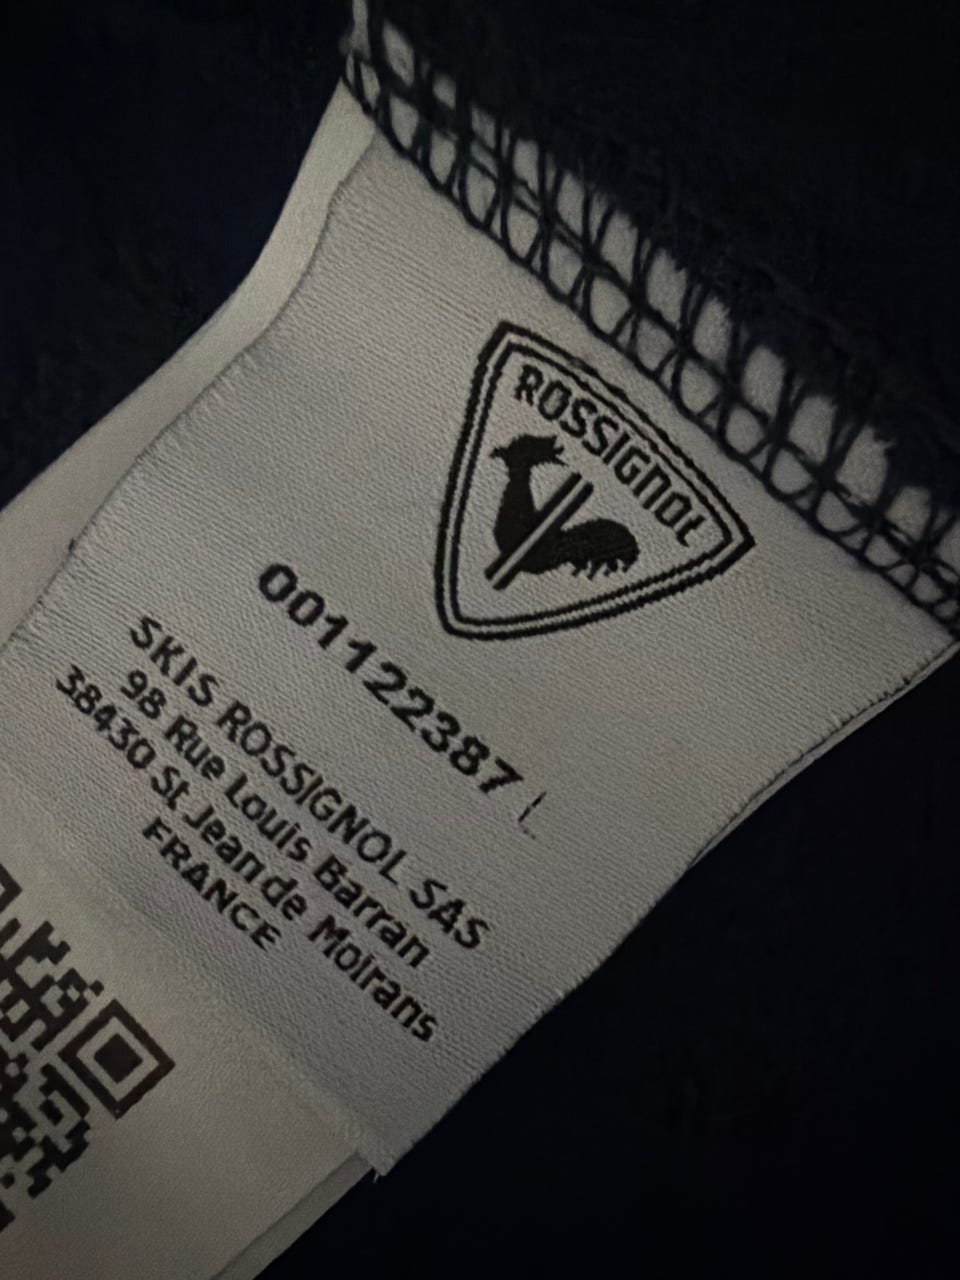 ROSSIGNOL
001122387 L
SKIS ROSSIGNOL SAS
98 Rue Louis Barran
38430 St Jean de Moirans
FRANCE